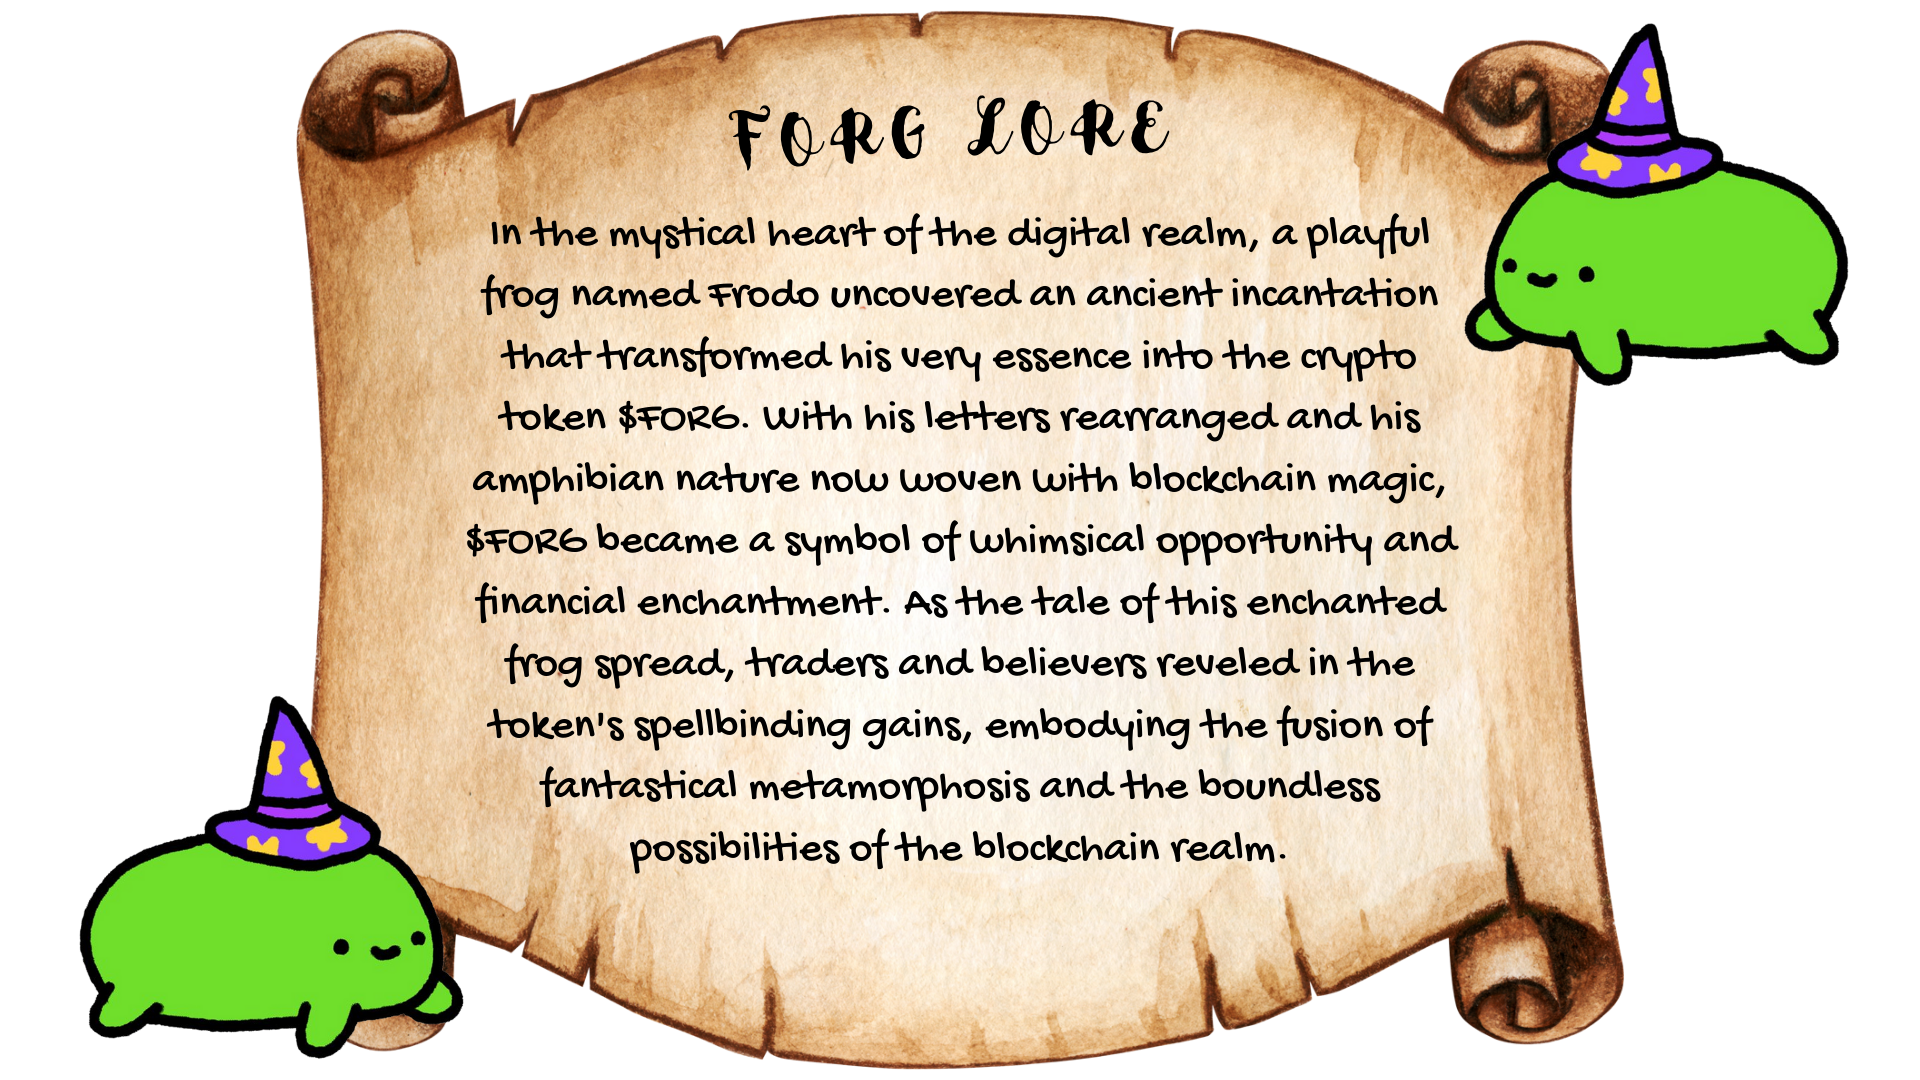 FORG LORE
In the mystical heart of the digital realm, a playful
frog named Frodo uncovered an ancient incantation
that transformed his very essence into the crypto
token $FORG. With his letters rearranged and his
amphibian nature now woven with blockchain magic,
$FORG became a symbol of whimsical opportunity and
financial enchantment. As the tale of this enchanted
frog spread, traders and believers reveled in the
token's spellbinding gains, embodying the fusion of
fantastical metamorphosis and the boundless
possibilities of the blockchain realm.